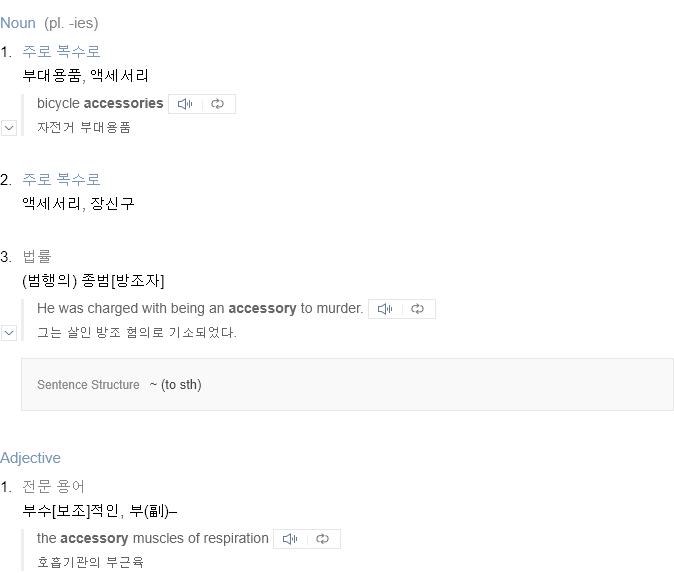 Noun (pl. -ies)
1. 주로 복수로
부대용품, 액세서리
bicycle accessories
자전거 부대용품
2. 주로 복수로
액세서리, 장신구
3. 법률
(범행의) 종범[방조자]
He was charged with being an accessory to murder.
그는 살인 방조 혐의로 기소되었다.
Sentence Structure ~ (to sth)
Adjective
1. 전문 용어
부수[보조]적인, 부(副)–
the accessory muscles of respiration
호흡기관의 부근육